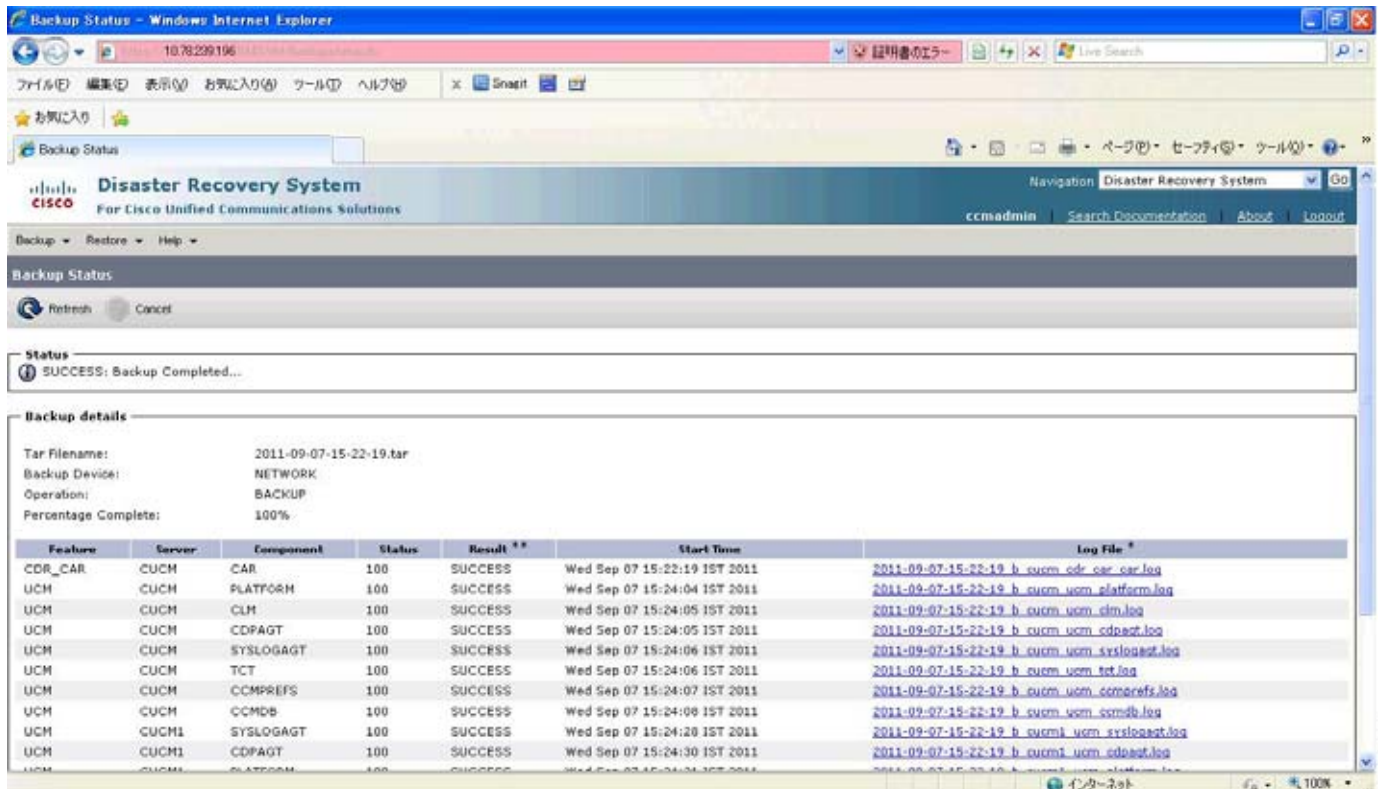 Backup Status - Windows Internet Explorer
10.78.239.196
証明書のエラー
Live Search
ファイル(F) 編集(E) 表示(V) お気に入り(A) ツール(T) ヘルプ(H) x Snagit
お気に入り
Backup Status
ページ(P) セーフティ(S) ツール(O)
cisco
Disaster Recovery System
For Cisco Unified Communications Solutions
Navigation Disaster Recovery System Go
ccmadmin | Search Documentation | About | Logout
Backup Restore Help
Backup Status
Refresh Cancel
Status
SUCCESS: Backup Completed...
Backup details
Tar Filename: 2011-09-07-15-22-19.tar
Backup Device: NETWORK
Operation: BACKUP
Percentage Complete: 100%
Feature Server Component Status Result ** Start Time Log File *
CDR_CAR CUCM CAR 100 SUCCESS Wed Sep 07 15:22:19 IST 2011 2011-09-07-15-22-19_b_cucm_cdr_car_car.log
UCM CUCM PLATFORM 100 SUCCESS Wed Sep 07 15:24:04 IST 2011 2011-09-07-15-22-19_b_cucm_ucm_platform.log
UCM CUCM CLM 100 SUCCESS Wed Sep 07 15:24:05 IST 2011 2011-09-07-15-22-19_b_cucm_ucm_clm.log
UCM CUCM CDPAGT 100 SUCCESS Wed Sep 07 15:24:05 IST 2011 2011-09-07-15-22-19_b_cucm_ucm_cdpagt.log
UCM CUCM SYSLOGAGT 100 SUCCESS Wed Sep 07 15:24:06 IST 2011 2011-09-07-15-22-19_b_cucm_ucm_syslogagt.log
UCM CUCM TCT 100 SUCCESS Wed Sep 07 15:24:06 IST 2011 2011-09-07-15-22-19_b_cucm_ucm_tct.log
UCM CUCM CCMPREFS 100 SUCCESS Wed Sep 07 15:24:07 IST 2011 2011-09-07-15-22-19_b_cucm_ucm_ccmprefs.log
UCM CUCM CCMDB 100 SUCCESS Wed Sep 07 15:24:08 IST 2011 2011-09-07-15-22-19_b_cucm_ucm_ccmdb.log
UCM CUCM1 SYSLOGAGT 100 SUCCESS Wed Sep 07 15:24:28 IST 2011 2011-09-07-15-22-19_b_cucm1_ucm_syslogagt.log
UCM CUCM1 CDPAGT 100 SUCCESS Wed Sep 07 15:24:30 IST 2011 2011-09-07-15-22-19_b_cucm1_ucm_cdpagt.log
インターネット 100%